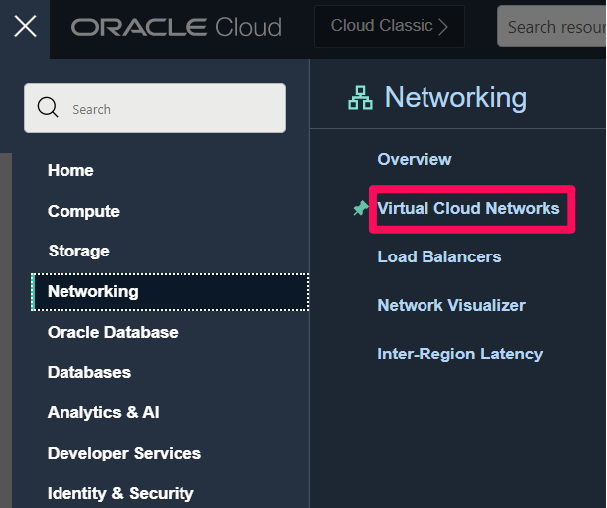 ORACLE Cloud
Cloud Classic
Search resou
Search
Home
Compute
Storage
Networking
Oracle Database
Databases
Analytics & AI
Developer Services
Identity & Security
Networking
Overview
Virtual Cloud Networks
Load Balancers
Network Visualizer
Inter-Region Latency